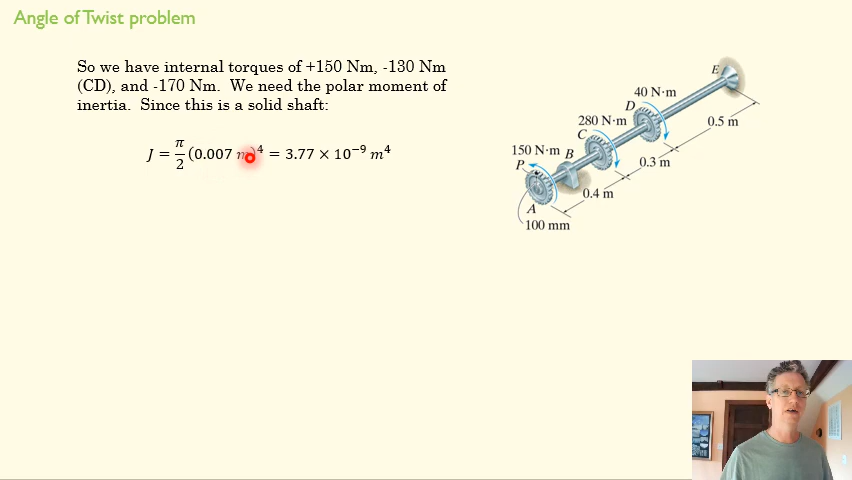 Angle of Twist problem
So we have internal torques of +150 Nm, -130 Nm
(CD), and -170 Nm. We need the polar moment of
inertia. Since this is a solid shaft:
J = π/2 (0.007 m)⁴ = 3.77 × 10⁻⁹ m⁴
E
40 N·m
D
280 N·m
0.5 m
C
150 N·m B
0.3 m
P
0.4 m
A
100 mm